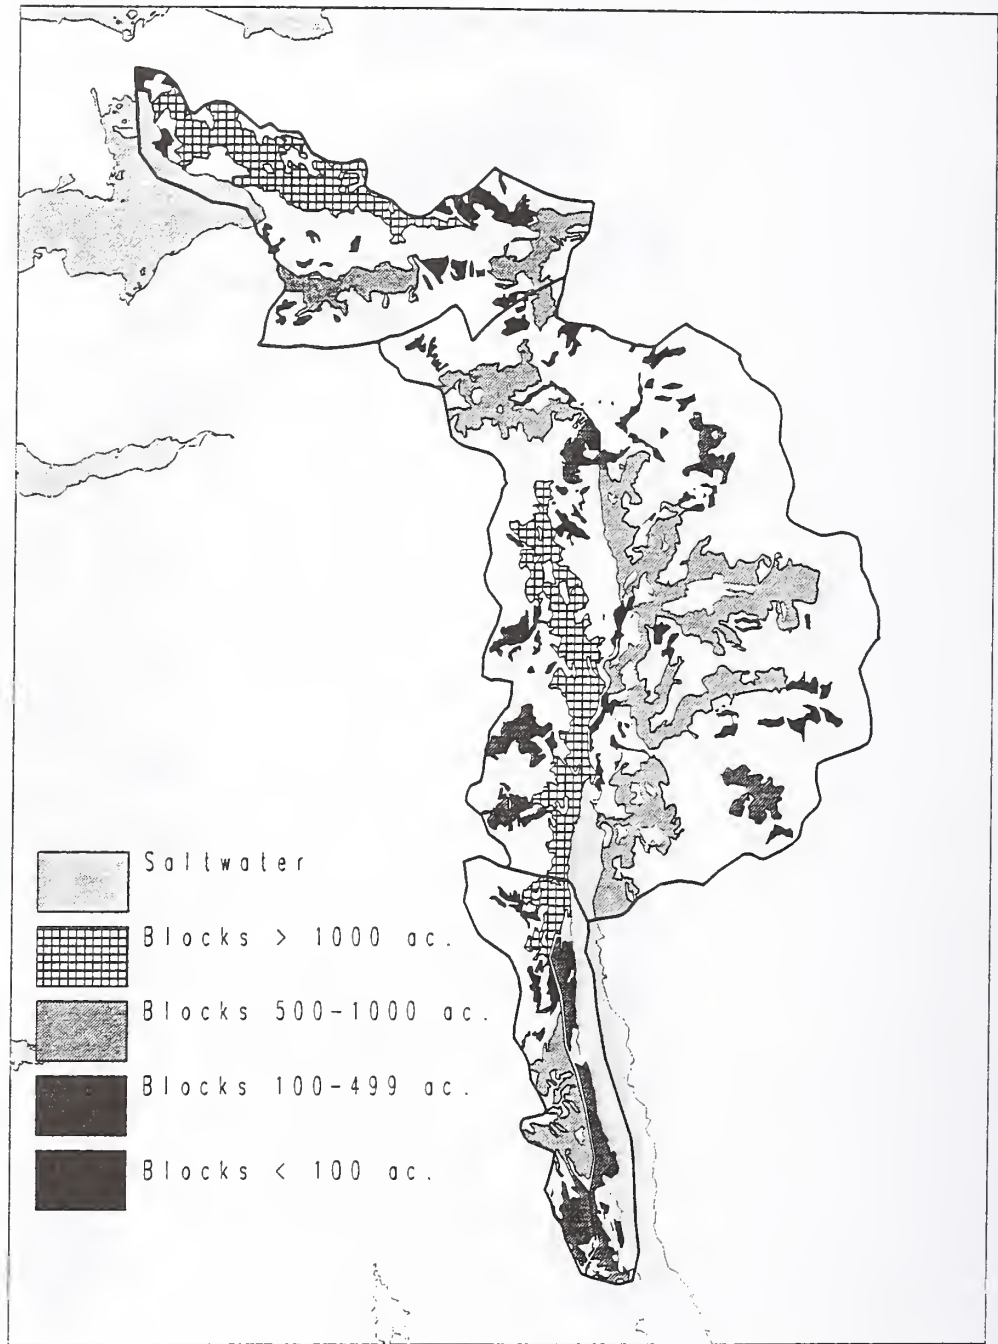 Saltwater
Blocks > 1000 ac.
Blocks 500-1000 ac.
Blocks 100-499 ac.
Blocks < 100 ac.